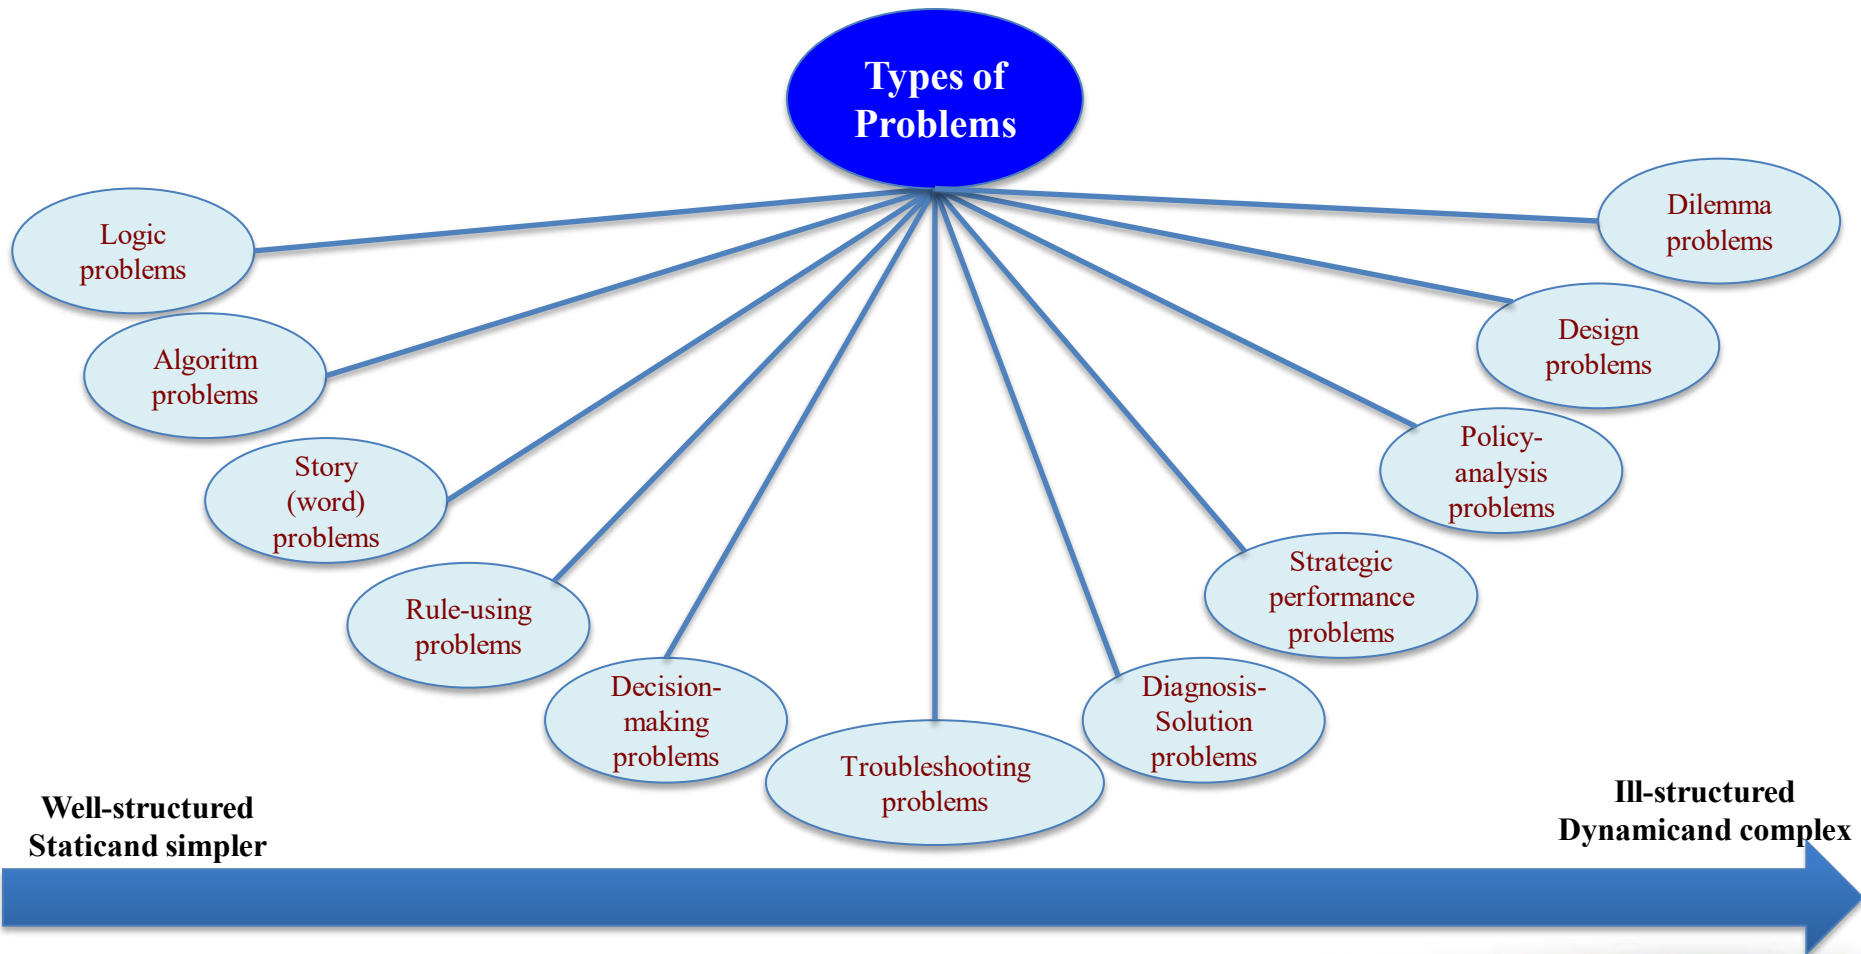 Types of
Problems
Logic
problems
Algoritm
problems
Story
(word)
problems
Rule-using
problems
Decision-
making
problems
Troubleshooting
problems
Diagnosis-
Solution
problems
Strategic
performance
problems
Policy-
analysis
problems
Design
problems
Dilemma
problems
Well-structured
Staticand simpler
Ill-structured
Dynamicand complex